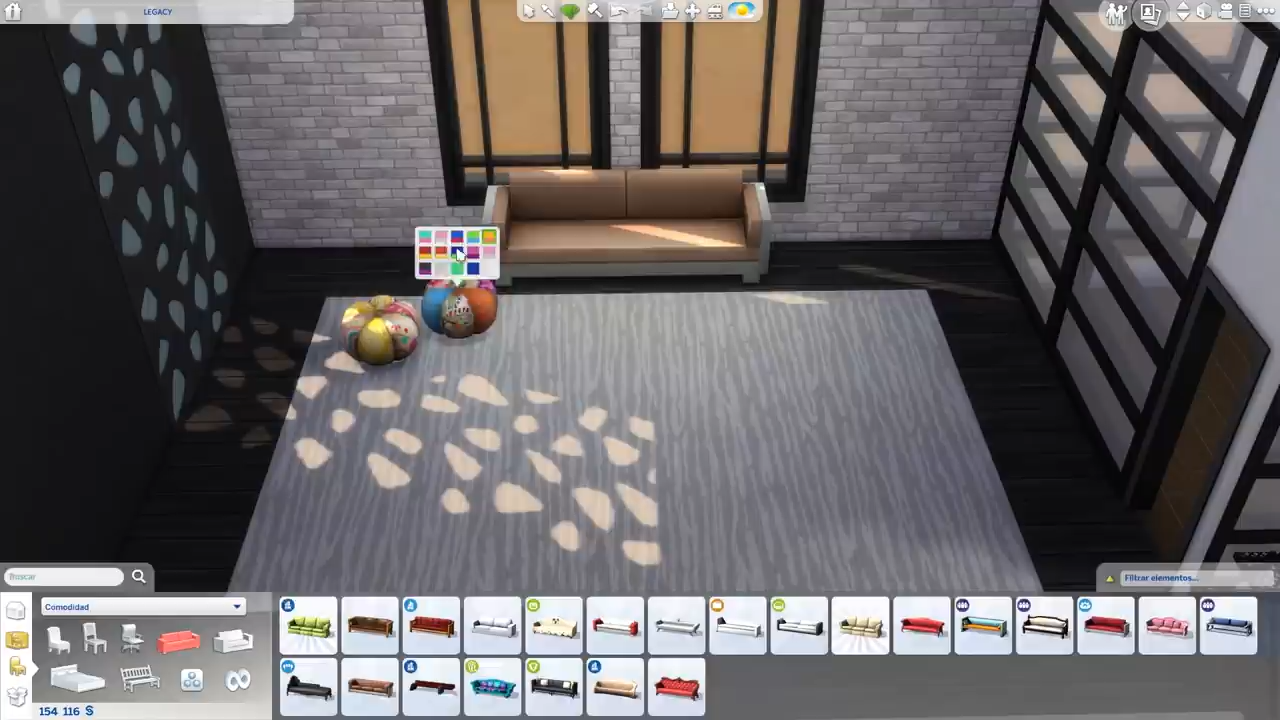 LEGACY
Buscar
Filtrar elementos...
Comodidad
154 116 $